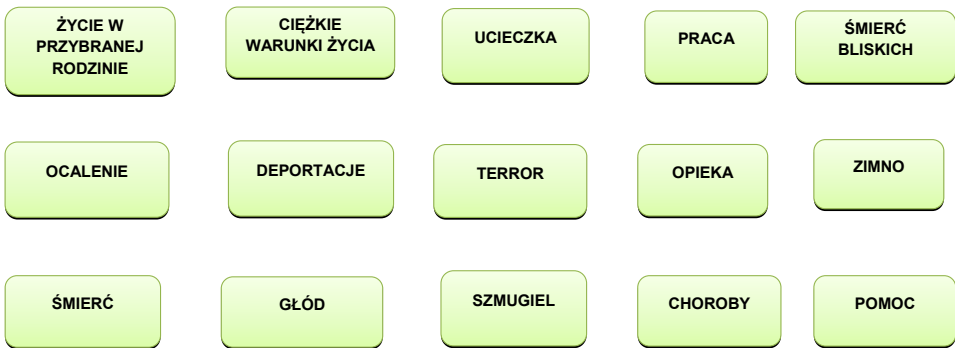 ŻYCIE W
PRZYBRANEJ
RODZINIE
CIĘŻKIE
WARUNKI ŻYCIA
UCIECZKA
PRACA
ŚMIERĆ
BLISKICH
OCALENIE
DEPORTACJE
TERROR
OPIEKA
ZIMNO
ŚMIERĆ
GŁÓD
SZMUGIEL
CHOROBY
POMOC